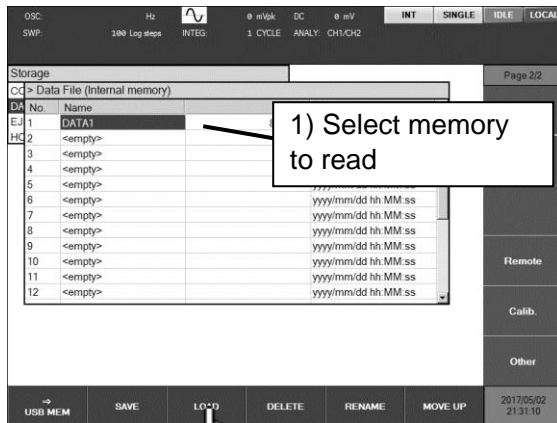 OSC: Hz 0 mVpk DC 0 mV INT SINGLE IDLE LOCAL
SWP: 100 Log steps INTEG: 1 CYCLE ANALY: CH1/CH2
Storage
Page 2/2
> Data File (Internal memory)
No. Name
1 DATA1
2 <empty>
3 <empty>
4 <empty>
5 <empty>
6 <empty> yyyy/mm/dd hh:MM:ss
7 <empty> yyyy/mm/dd hh:MM:ss
8 <empty> yyyy/mm/dd hh:MM:ss
9 <empty> yyyy/mm/dd hh:MM:ss
10 <empty> yyyy/mm/dd hh:MM:ss
11 <empty> yyyy/mm/dd hh:MM:ss
12 <empty> yyyy/mm/dd hh:MM:ss
1) Select memory
to read
Remote
Calib.
Other
⇒
USB MEM SAVE LOAD DELETE RENAME MOVE UP
2017/05/02
21:31:10